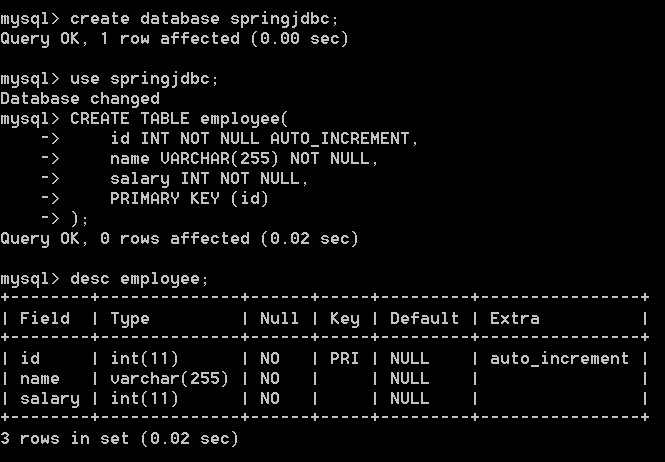 mysql> create database springjdbc;
Query OK, 1 row affected (0.00 sec)
mysql> use springjdbc;
Database changed
mysql> CREATE TABLE employee(
    ->     id INT NOT NULL AUTO_INCREMENT,
    ->     name VARCHAR(255) NOT NULL,
    ->     salary INT NOT NULL,
    ->     PRIMARY KEY (id)
    -> );
Query OK, 0 rows affected (0.02 sec)
mysql> desc employee;
+--------+--------------+------+-----+---------+----------------+
| Field  | Type         | Null | Key | Default | Extra          |
+--------+--------------+------+-----+---------+----------------+
| id     | int(11)      | NO   | PRI | NULL    | auto_increment |
| name   | varchar(255) | NO   |     | NULL    |                |
| salary | int(11)      | NO   |     | NULL    |                |
+--------+--------------+------+-----+---------+----------------+
3 rows in set (0.02 sec)